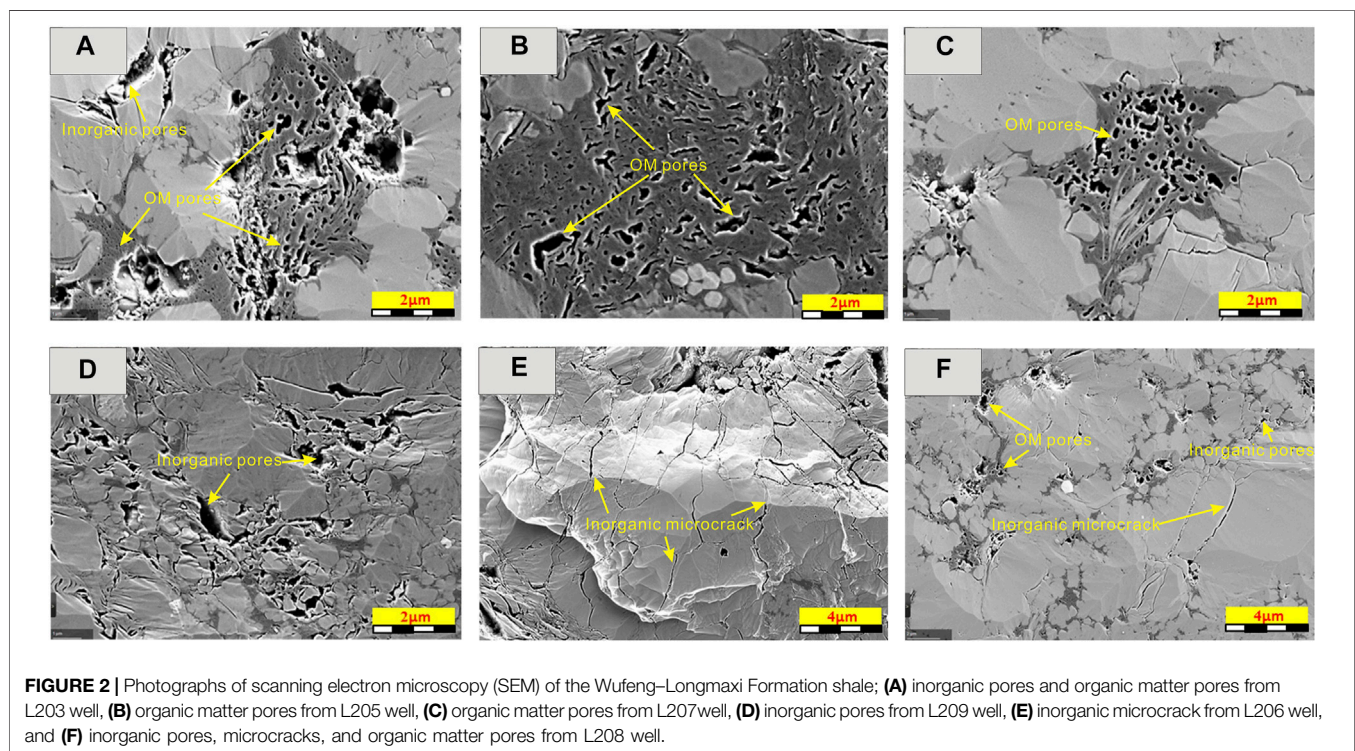 A
Inorganic pores
OM pores
2μm
B
OM pores
2μm
C
OM pores
2μm
D
Inorganic pores
2μm
E
Inorganic microcrack
4μm
F
OM pores
Inorganic pores
Inorganic microcrack
4μm
FIGURE 2 | Photographs of scanning electron microscopy (SEM) of the Wufeng–Longmaxi Formation shale; (A) inorganic pores and organic matter pores from
L203 well, (B) organic matter pores from L205 well, (C) organic matter pores from L207well, (D) inorganic pores from L209 well, (E) inorganic microcrack from L206 well,
and (F) inorganic pores, microcracks, and organic matter pores from L208 well.